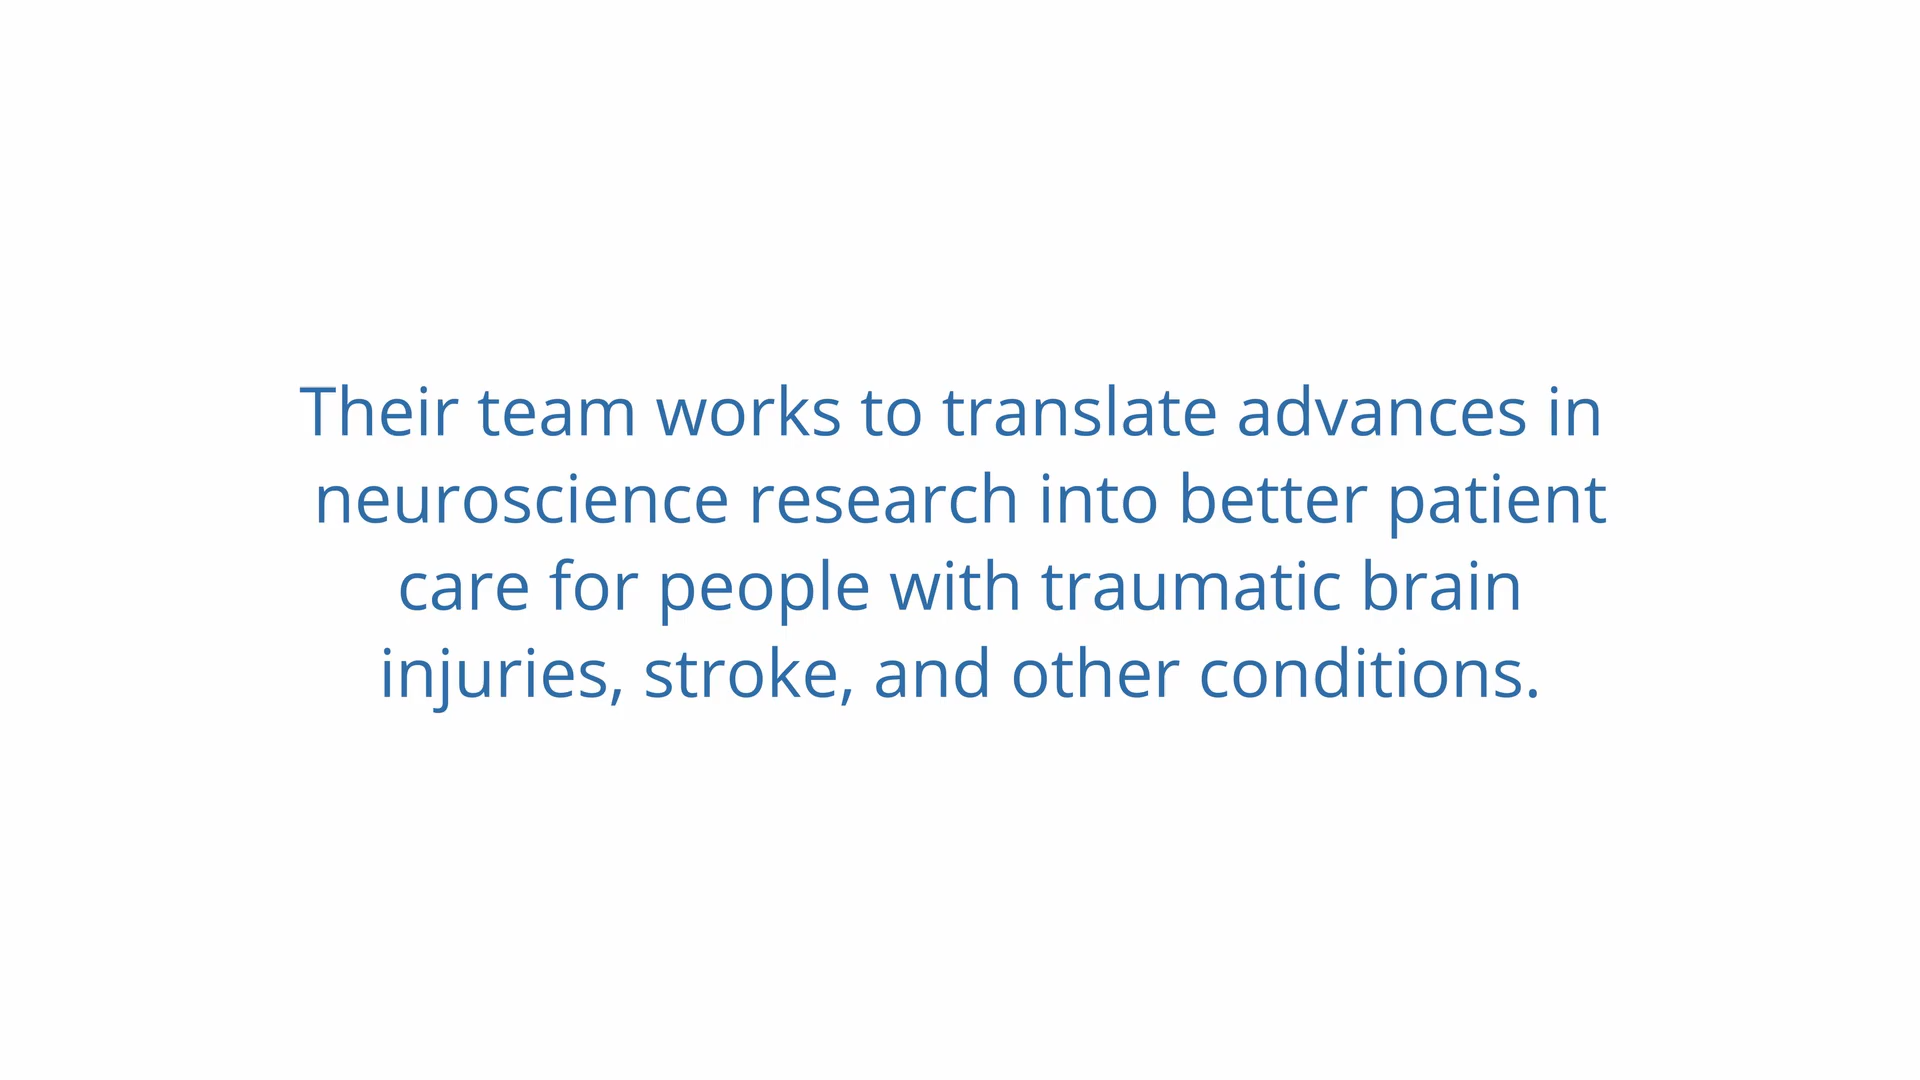 Their team works to translate advances in
neuroscience research into better patient
care for people with traumatic brain
injuries, stroke, and other conditions.